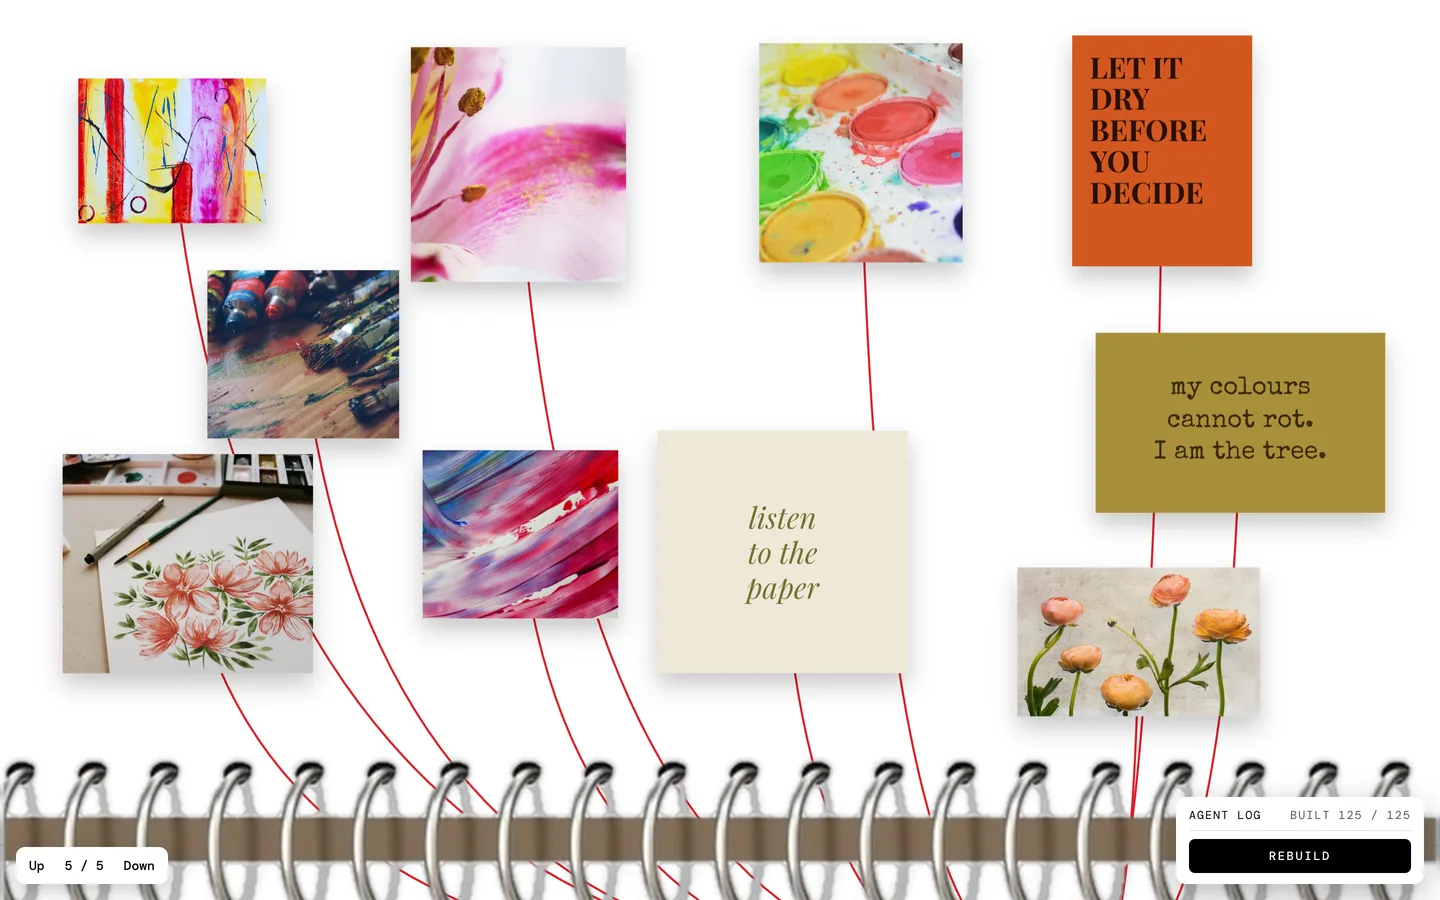 LET IT
DRY
BEFORE
YOU
DECIDE
my colours
cannot rot.
I am the tree.
listen
to the
paper
AGENT LOG BUILT 125 / 125
REBUILD
Up 5 / 5 Down